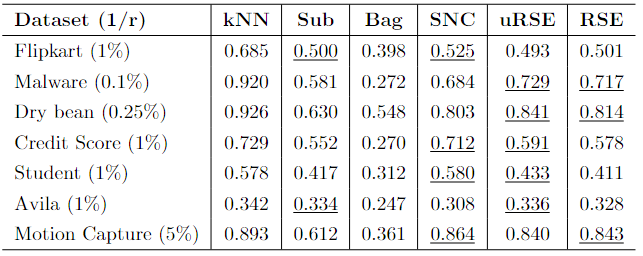 Dataset (1/r) kNN Sub Bag SNC uRSE RSE
Flipkart (1%) 0.685 0.500 0.398 0.525 0.493 0.501
Malware (0.1%) 0.920 0.581 0.272 0.684 0.729 0.717
Dry bean (0.25%) 0.926 0.630 0.548 0.803 0.841 0.814
Credit Score (1%) 0.729 0.552 0.270 0.712 0.591 0.578
Student (1%) 0.578 0.417 0.312 0.580 0.433 0.411
Avila (1%) 0.342 0.334 0.247 0.308 0.336 0.328
Motion Capture (5%) 0.893 0.612 0.361 0.864 0.840 0.843